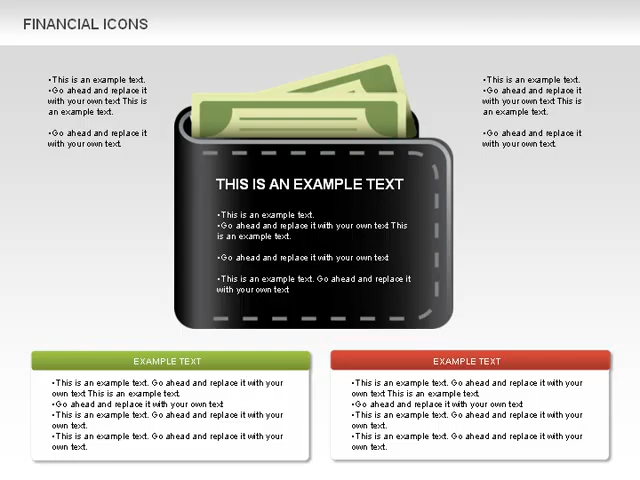 FINANCIAL ICONS
•This is an example text.
•Go ahead and replace it
with your own text This is
an example text.
•Go ahead and replace it
with your own text.
•This is an example text.
•Go ahead and replace it
with your own text This is
an example text.
•Go ahead and replace it
with your own text.
THIS IS AN EXAMPLE TEXT
•This is an example text.
•Go ahead and replace it with your own text This
is an example text.
•Go ahead and replace it with your own text
•This is an example text. Go ahead and replace it
with your own text
EXAMPLE TEXT
•This is an example text. Go ahead and replace it with your
own text This is an example text.
•Go ahead and replace it with your own text
•This is an example text. Go ahead and replace it with your
own text.
•This is an example text. Go ahead and replace it with your
own text.
EXAMPLE TEXT
•This is an example text. Go ahead and replace it with your
own text This is an example text.
•Go ahead and replace it with your own text
•This is an example text. Go ahead and replace it with your
own text.
•This is an example text. Go ahead and replace it with your
own text.